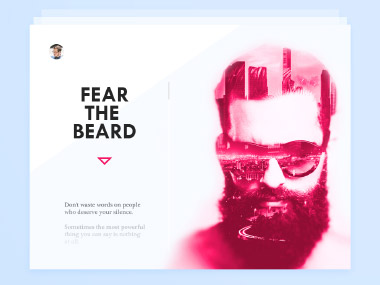 FEAR
THE
BEARD
Don't waste words on people
who deserve your silence.
Sometimes the most powerful
thing you can say is nothing
at all.